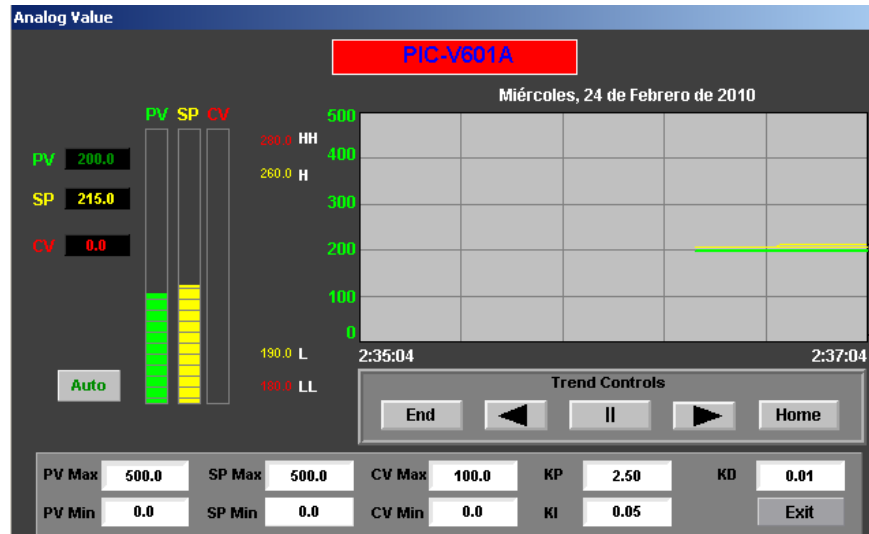 Analog Value
PIC-V601A
Miércoles, 24 de Febrero de 2010
PV SP CV
PV 200.0
SP 215.0
CV 0.0
280.0 HH
260.0 H
190.0 L
180.0 LL
500
400
300
200
100
0
2:35:04 2:37:04
Auto
Trend Controls
End II Home
PV Max 500.0 SP Max 500.0 CV Max 100.0 KP 2.50 KD 0.01
PV Min 0.0 SP Min 0.0 CV Min 0.0 KI 0.05 Exit